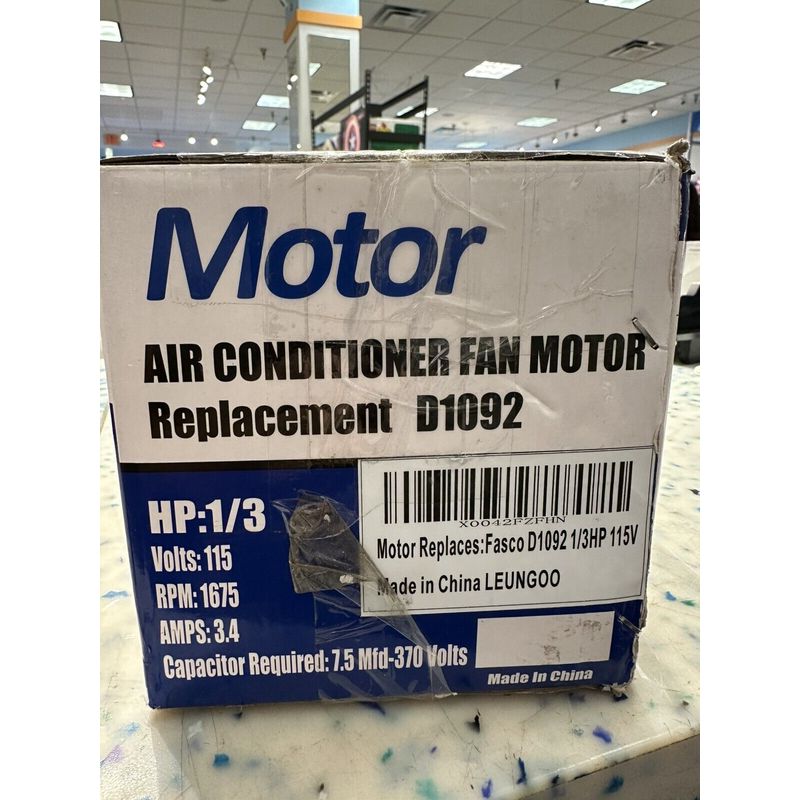 Motor
AIR CONDITIONER FAN MOTOR
Replacement D1092
HP:1/3
Volts: 115
RPM: 1675
AMPS: 3.4
Capacitor Required: 7.5 Mfd-370 Volts
X0042FZFHN
Motor Replaces:Fasco D1092 1/3HP 115V
Made in China LEUNGOO
Made In China